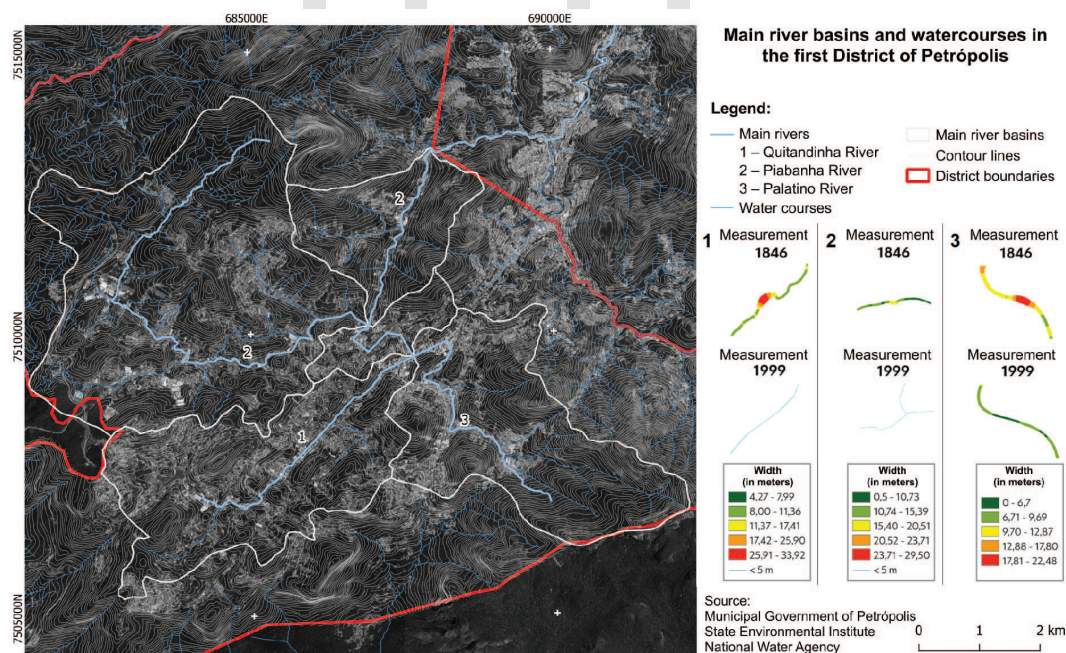 685000E
690000E
7515000N
7510000N
7505000N
2
2
1
3
Main river basins and watercourses in
the first District of Petrópolis
Legend:
Main rivers
1 – Quitandinha River
2 – Piabanha River
3 – Palatino River
Water courses
Main river basins
Contour lines
District boundaries
1 Measurement
1846
Measurement
1999
Width
(in meters)
4,27 - 7,99
8,00 - 11,36
11,37 - 17,41
17,42 - 25,90
25,91 - 33,92
< 5 m
2 Measurement
1846
Measurement
1999
Width
(in meters)
0,5 - 10,73
10,74 - 15,39
15,40 - 20,51
20,52 - 23,71
23,71 - 29,50
< 5 m
3 Measurement
1846
Measurement
1999
Width
(in meters)
0 - 6,7
6,71 - 9,69
9,70 - 12,87
12,88 - 17,80
17,81 - 22,48
Source:
Municipal Government of Petrópolis
State Environmental Institute
National Water Agency
0 1 2 km